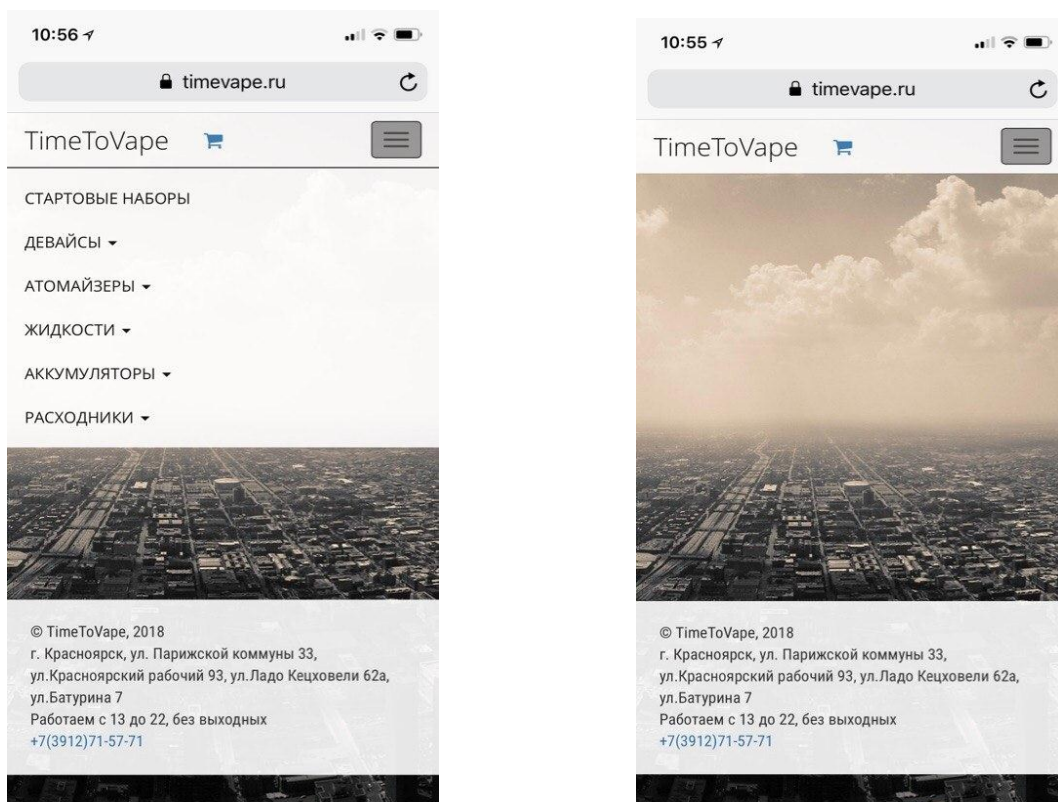 10:56
timevape.ru
TimeToVape
СТАРТОВЫЕ НАБОРЫ
ДЕВАЙСЫ
АТОМАЙЗЕРЫ
ЖИДКОСТИ
АККУМУЛЯТОРЫ
РАСХОДНИКИ
© TimeToVape, 2018
г. Красноярск, ул. Парижской коммуны 33,
ул.Красноярский рабочий 93, ул.Ладо Кецховели 62а,
ул.Батурина 7
Работаем с 13 до 22, без выходных
+7(3912)71-57-71
10:55
timevape.ru
TimeToVape
© TimeToVape, 2018
г. Красноярск, ул. Парижской коммуны 33,
ул.Красноярский рабочий 93, ул.Ладо Кецховели 62а,
ул.Батурина 7
Работаем с 13 до 22, без выходных
+7(3912)71-57-71